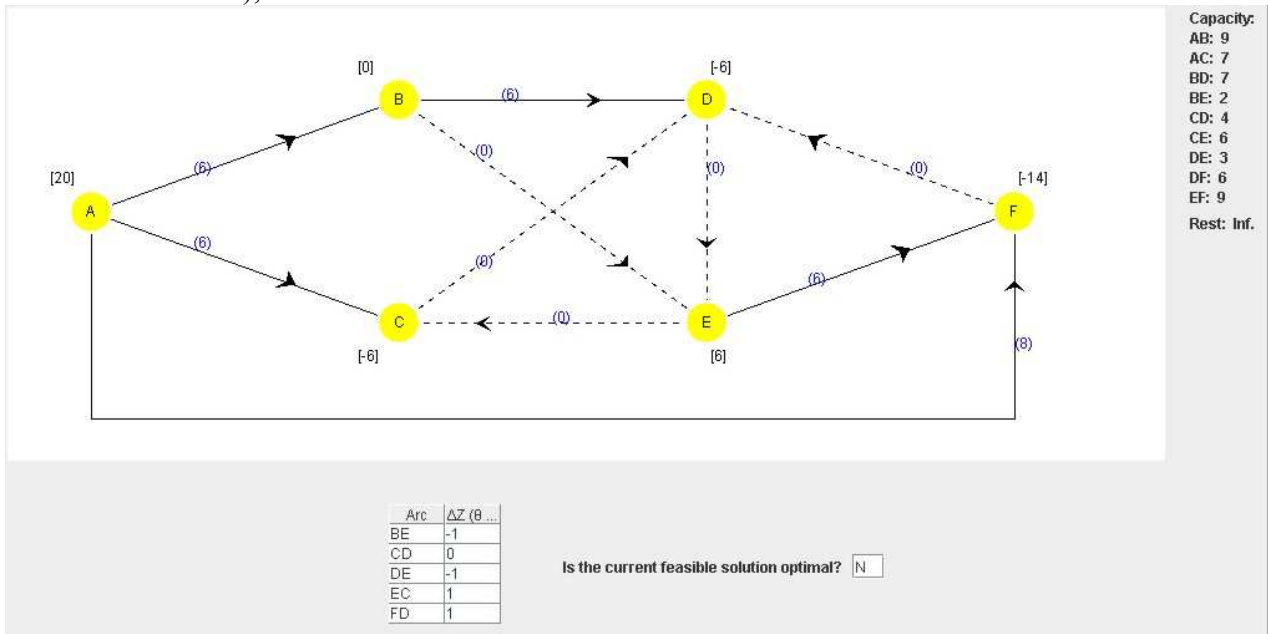 ),
Capacity:
AB: 9
AC: 7
BD: 7
BE: 2
CD: 4
CE: 6
DE: 3
DF: 6
EF: 9
Rest: Inf.
[0]
[-6]
B
(6)
D
(6)
(0)
(0)
(0)
[20]
[-14]
A
F
(6)
(0)
(6)
C
(0)
E
(8)
[-6]
[6]
Arc ΔZ (θ ...
BE -1
CD 0
DE -1
EC 1
FD 1
Is the current feasible solution optimal? N